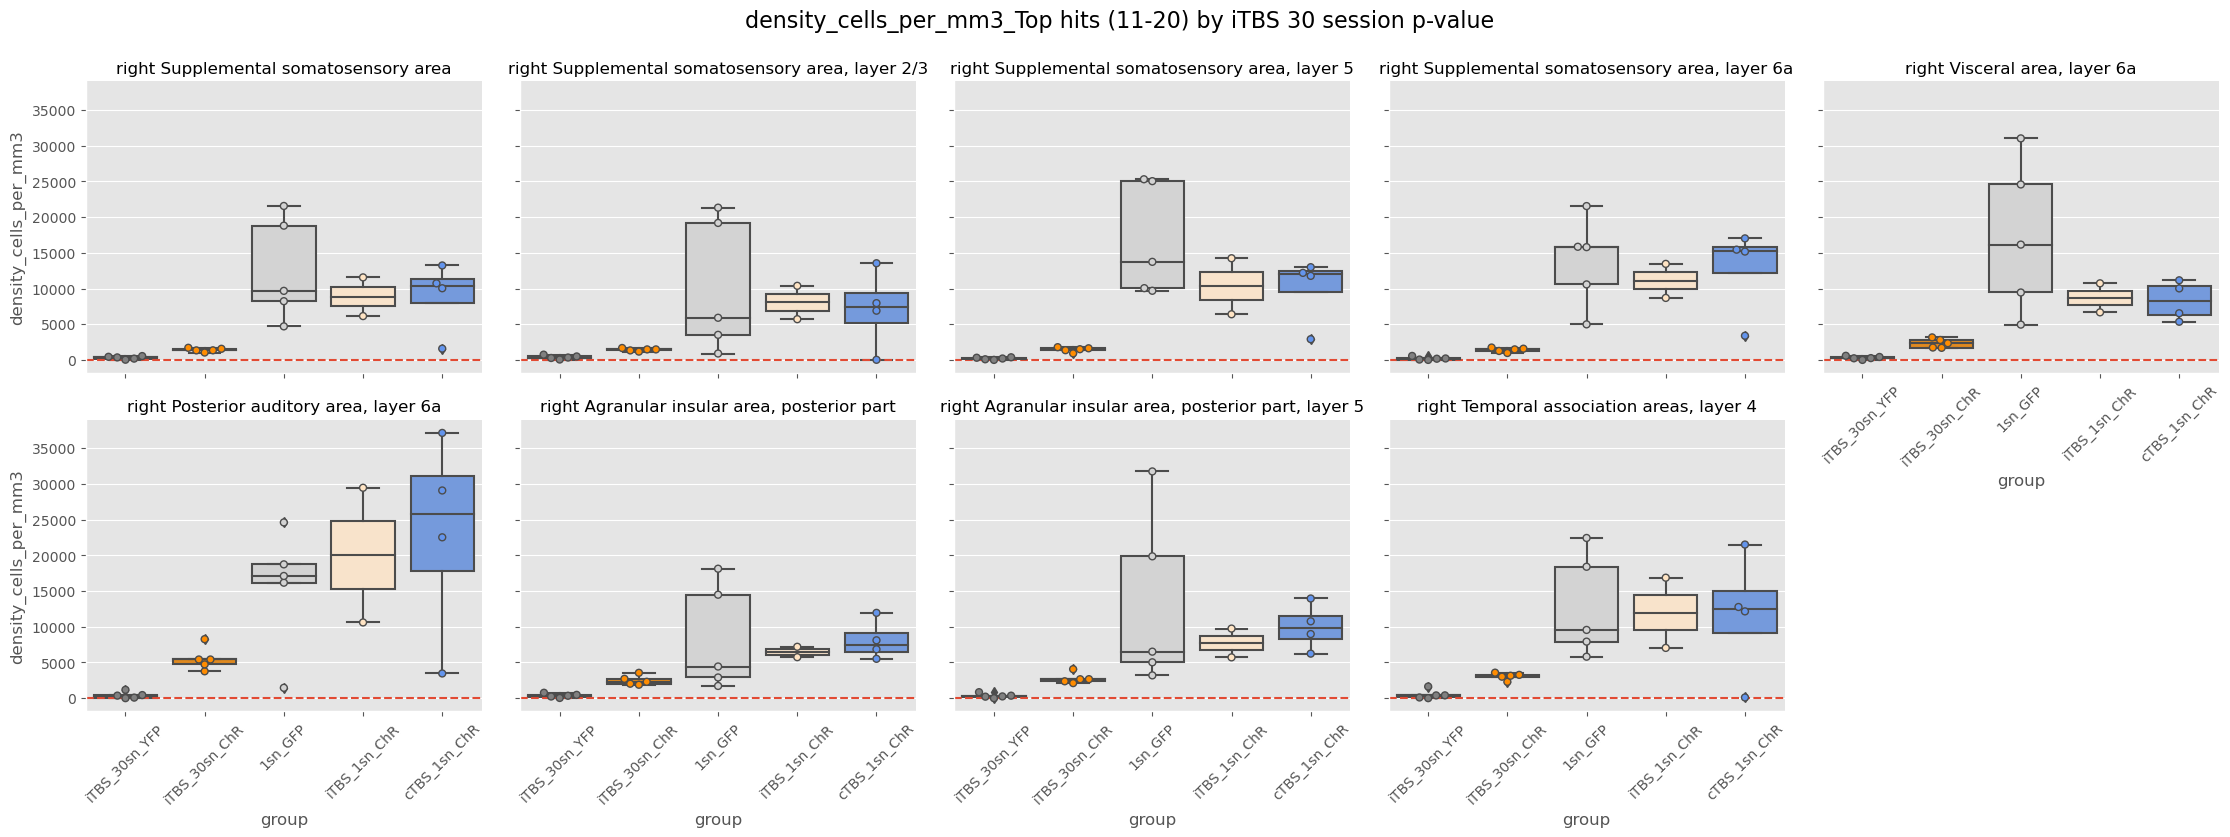 density_cells_per_mm3_Top hits (11-20) by iTBS 30 session p-value
right Supplemental somatosensory area
right Supplemental somatosensory area, layer 2/3
right Supplemental somatosensory area, layer 5
right Supplemental somatosensory area, layer 6a
right Visceral area, layer 6a
density_cells_per_mm3
35000
30000
25000
20000
15000
10000
5000
0
iTBS_30sn_YFP
iTBS_30sn_ChR
1sn_GFP
iTBS_1sn_ChR
cTBS_1sn_ChR
group
right Posterior auditory area, layer 6a
right Agranular insular area, posterior part
right Agranular insular area, posterior part, layer 5
right Temporal association areas, layer 4
density_cells_per_mm3
35000
30000
25000
20000
15000
10000
5000
0
iTBS_30sn_YFP
iTBS_30sn_ChR
1sn_GFP
iTBS_1sn_ChR
cTBS_1sn_ChR
group
iTBS_30sn_YFP
iTBS_30sn_ChR
1sn_GFP
iTBS_1sn_ChR
cTBS_1sn_ChR
group
iTBS_30sn_YFP
iTBS_30sn_ChR
1sn_GFP
iTBS_1sn_ChR
cTBS_1sn_ChR
group
iTBS_30sn_YFP
iTBS_30sn_ChR
1sn_GFP
iTBS_1sn_ChR
cTBS_1sn_ChR
group